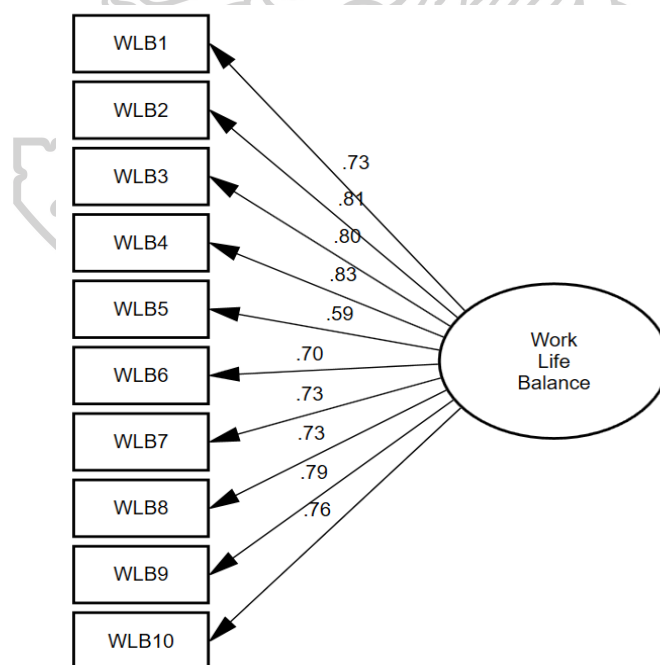 WLB1
WLB2
WLB3
WLB4
WLB5
WLB6
WLB7
WLB8
WLB9
WLB10
.73
.81
.80
.83
.59
.70
.73
.73
.79
.76
Work
Life
Balance